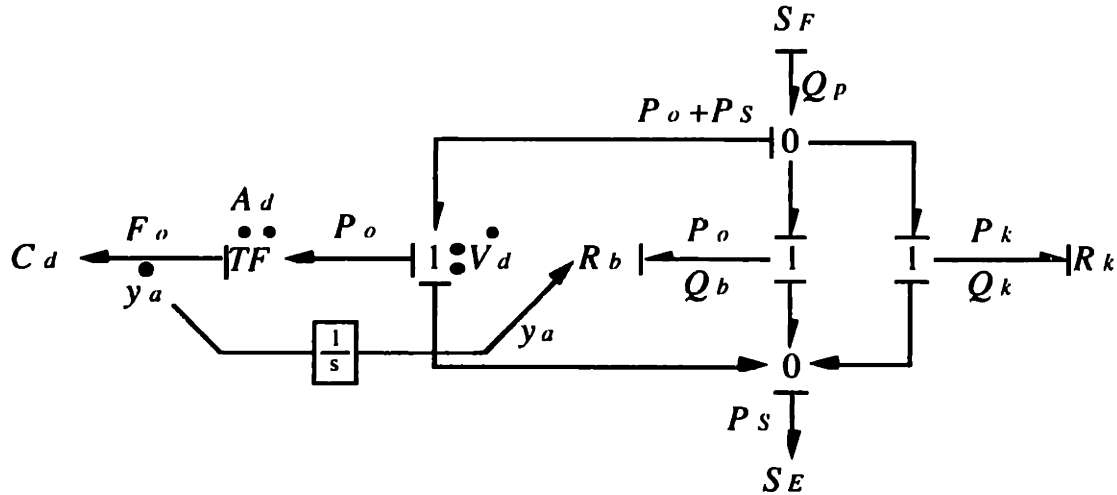 S F
Q p
P o + P s
0
A d
F o
P o
V d
P o
P k
C d
TF
1
R b
1
1
R k
y a
Q b
Q k
y a
1
s
0
P s
S E